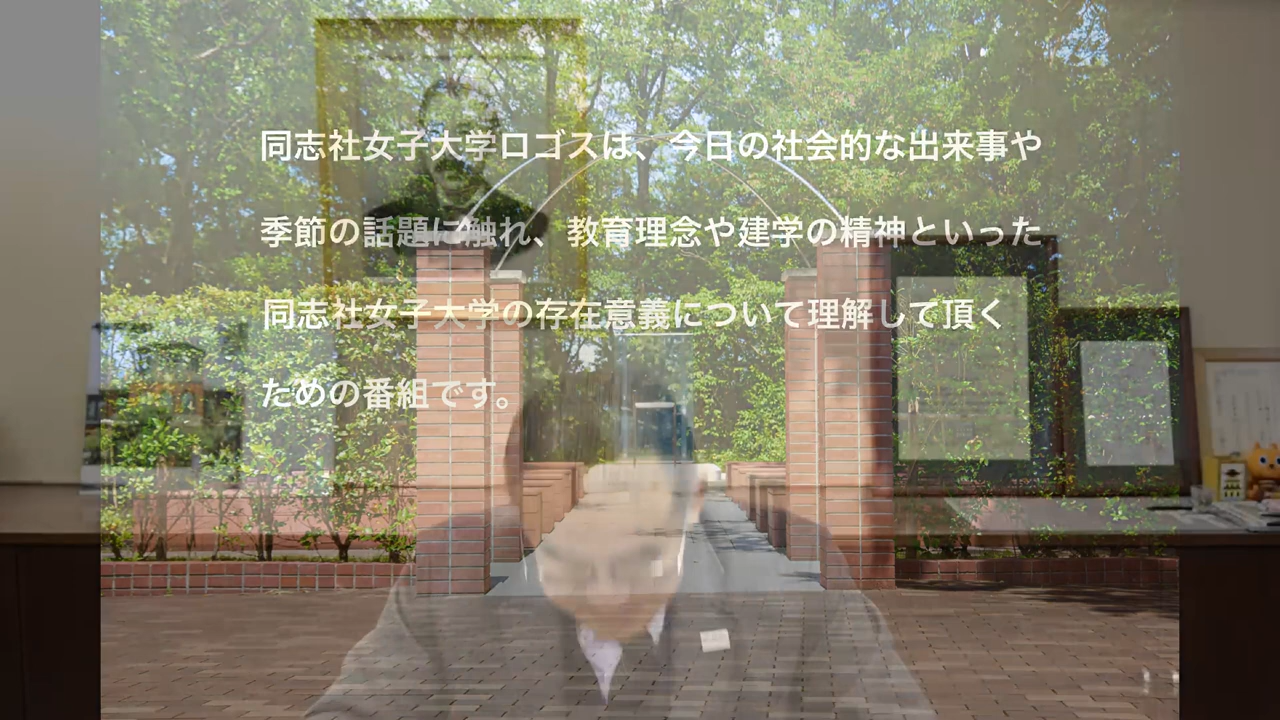 同志社女子大学ロゴスは、今日の社会的な出来事や
季節の話題に触れ、教育理念や建学の精神といった
同志社女子大学の存在意義について理解して頂く
ための番組です。